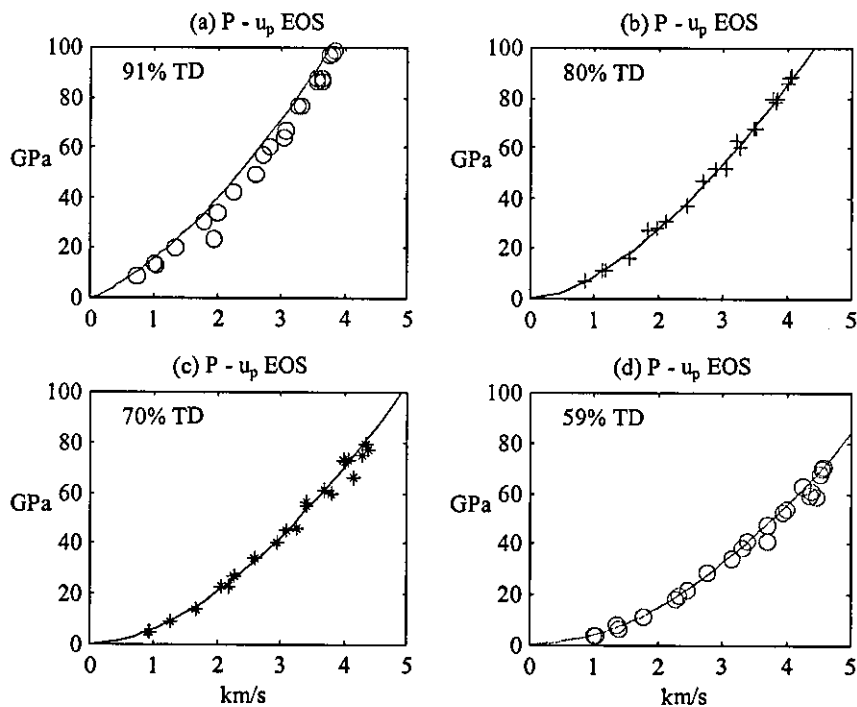 (a) P - up EOS
100
91% TD
80
60
GPa
40
20
0
0 1 2 3 4 5
(b) P - up EOS
100
80% TD
80
60
GPa
40
20
0
0 1 2 3 4 5
(c) P - up EOS
100
70% TD
80
60
GPa
40
20
0
0 1 2 3 4 5
km/s
(d) P - up EOS
100
59% TD
80
60
GPa
40
20
0
0 1 2 3 4 5
km/s